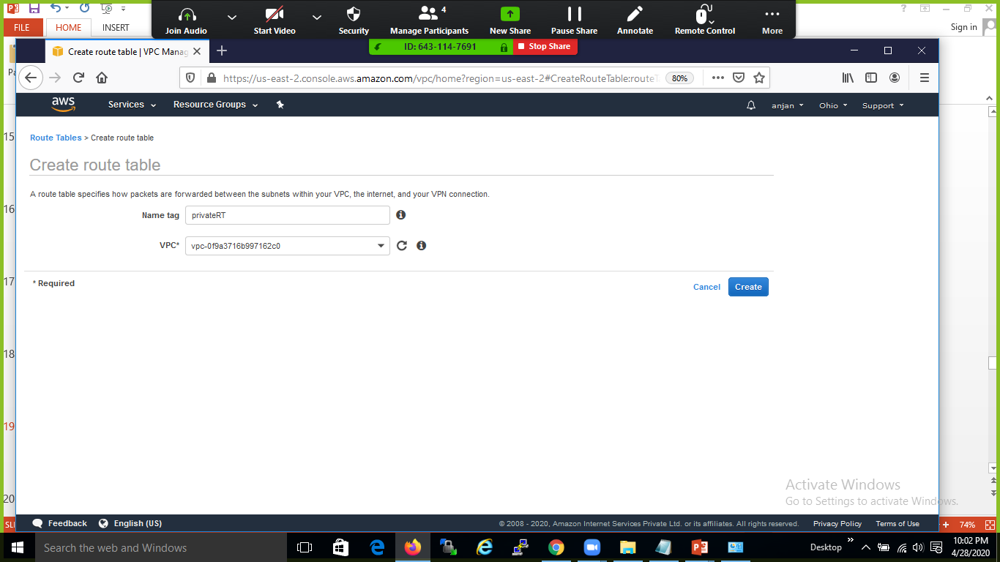 FILE HOME INSERT
Join Audio Start Video Security Manage Participants 4 New Share Pause Share Annotate Remote Control More
Sign in
ID: 643-114-7691 Stop Share
Create route table | VPC Manag
https://us-east-2.console.aws.amazon.com/vpc/home?region=us-east-2#CreateRouteTable:route 80%
aws Services Resource Groups anjan Ohio Support
Route Tables > Create route table
Create route table
A route table specifies how packets are forwarded between the subnets within your VPC, the internet, and your VPN connection.
Name tag privateRT
VPC* vpc-0f9a3716b997162c0
* Required
Cancel Create
15
16
17
18
19
20
Activate Windows
Go to Settings to activate Windows.
Feedback English (US) © 2008 - 2020, Amazon Internet Services Private Ltd. or its affiliates. All rights reserved. Privacy Policy Terms of Use
SLI 74%
Search the web and Windows
Desktop
10:02 PM
4/28/2020